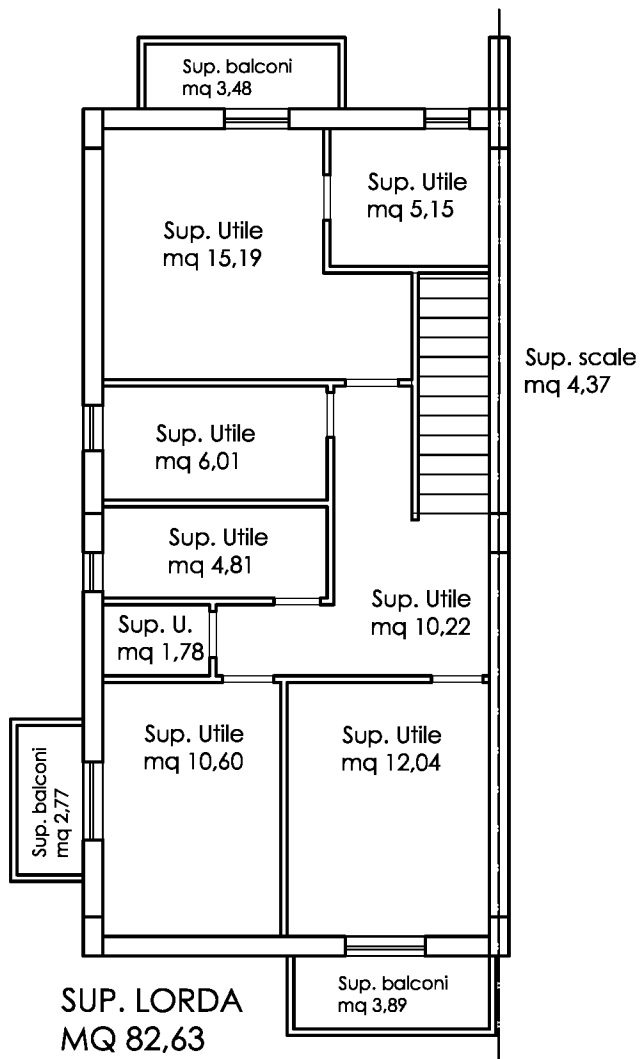 Sup. balconi
mq 3,48
Sup. Utile
mq 5,15
Sup. Utile
mq 15,19
Sup. scale
mq 4,37
Sup. Utile
mq 6,01
Sup. Utile
mq 4,81
Sup. Utile
mq 10,22
Sup. U.
mq 1,78
Sup. Utile
mq 10,60
Sup. Utile
mq 12,04
Sup. balconi
mq 2,77
Sup. balconi
mq 3,89
SUP. LORDA
MQ 82,63